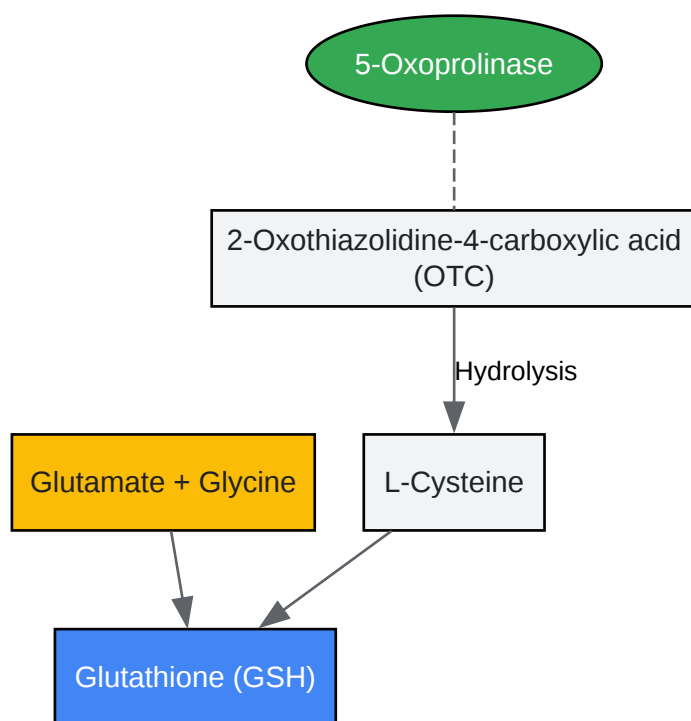 5-Oxoprolinase
2-Oxothiazolidine-4-carboxylic acid
(OTC)
Hydrolysis
Glutamate + Glycine
L-Cysteine
Glutathione (GSH)